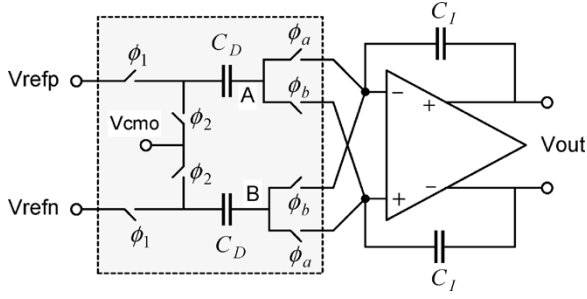 C_I
ϕ_1 C_D ϕ_a
Vrefp
A ϕ_b − +
Vcmo ϕ_2
Vout
ϕ_2
B ϕ_b + −
Vrefn
ϕ_1 C_D ϕ_a
C_I